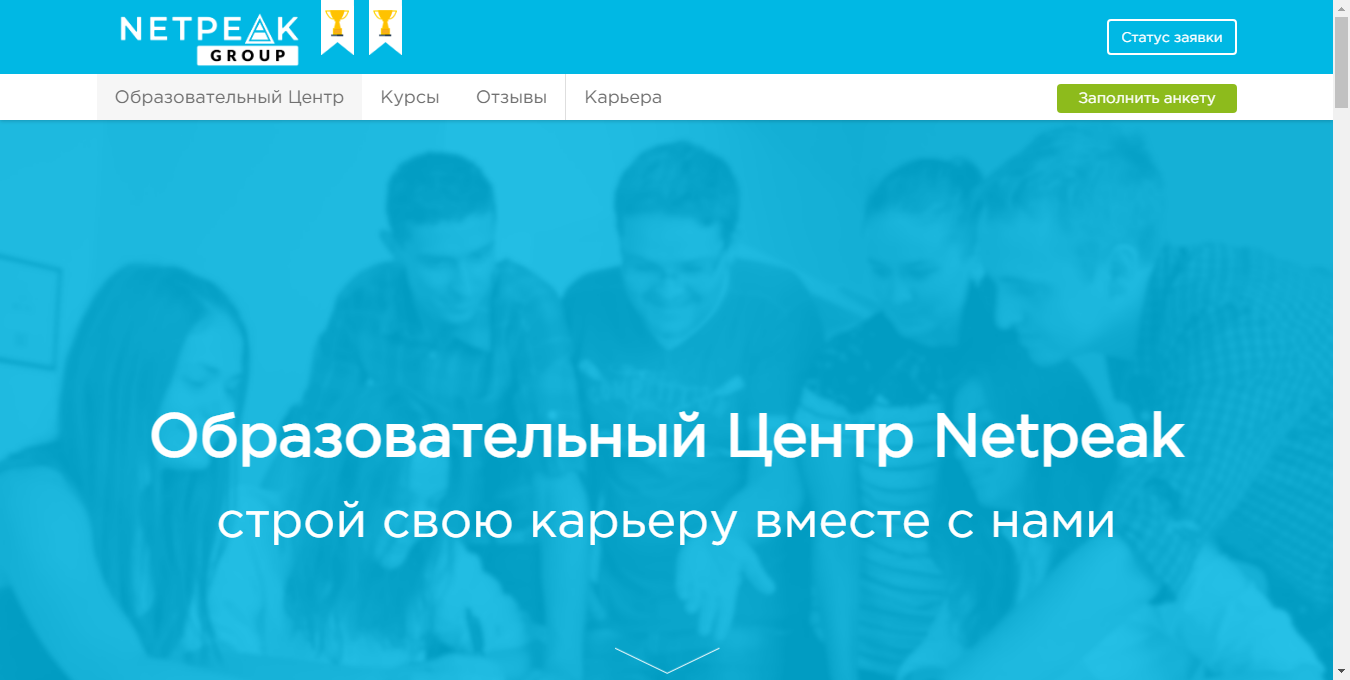 NETPEAK
GROUP
Статус заявки
Образовательный Центр
Курсы
Отзывы
Карьера
Заполнить анкету
Образовательный Центр Netpeak
строй свою карьеру вместе с нами